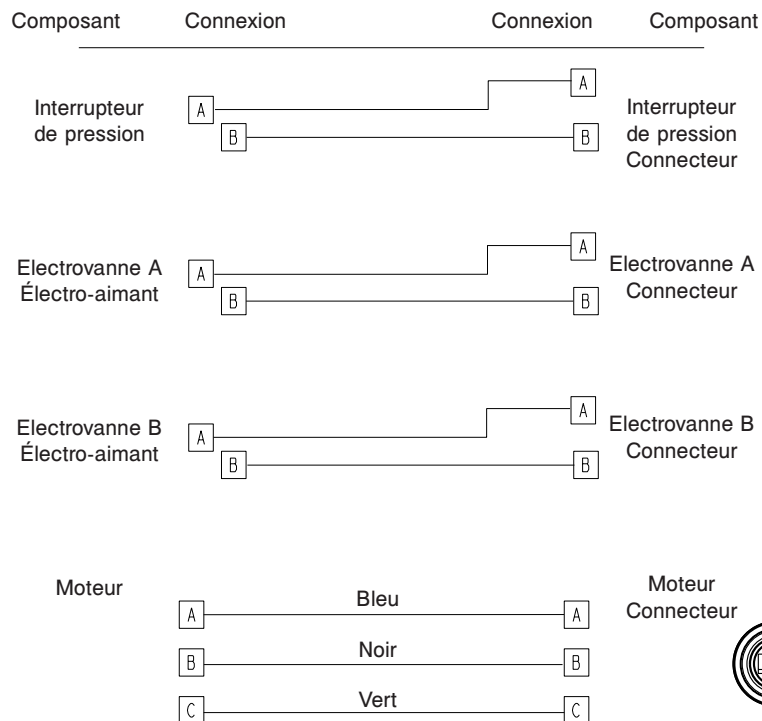 Composant Connexion Connexion Composant
Interrupteur
de pression
A A
B B
Interrupteur
de pression
Connecteur
Electrovanne A
Électro-aimant
A A
B B
Electrovanne A
Connecteur
Electrovanne B
Électro-aimant
A A
B B
Electrovanne B
Connecteur
Moteur
A Bleu A
B Noir B
C Vert C
Moteur
Connecteur